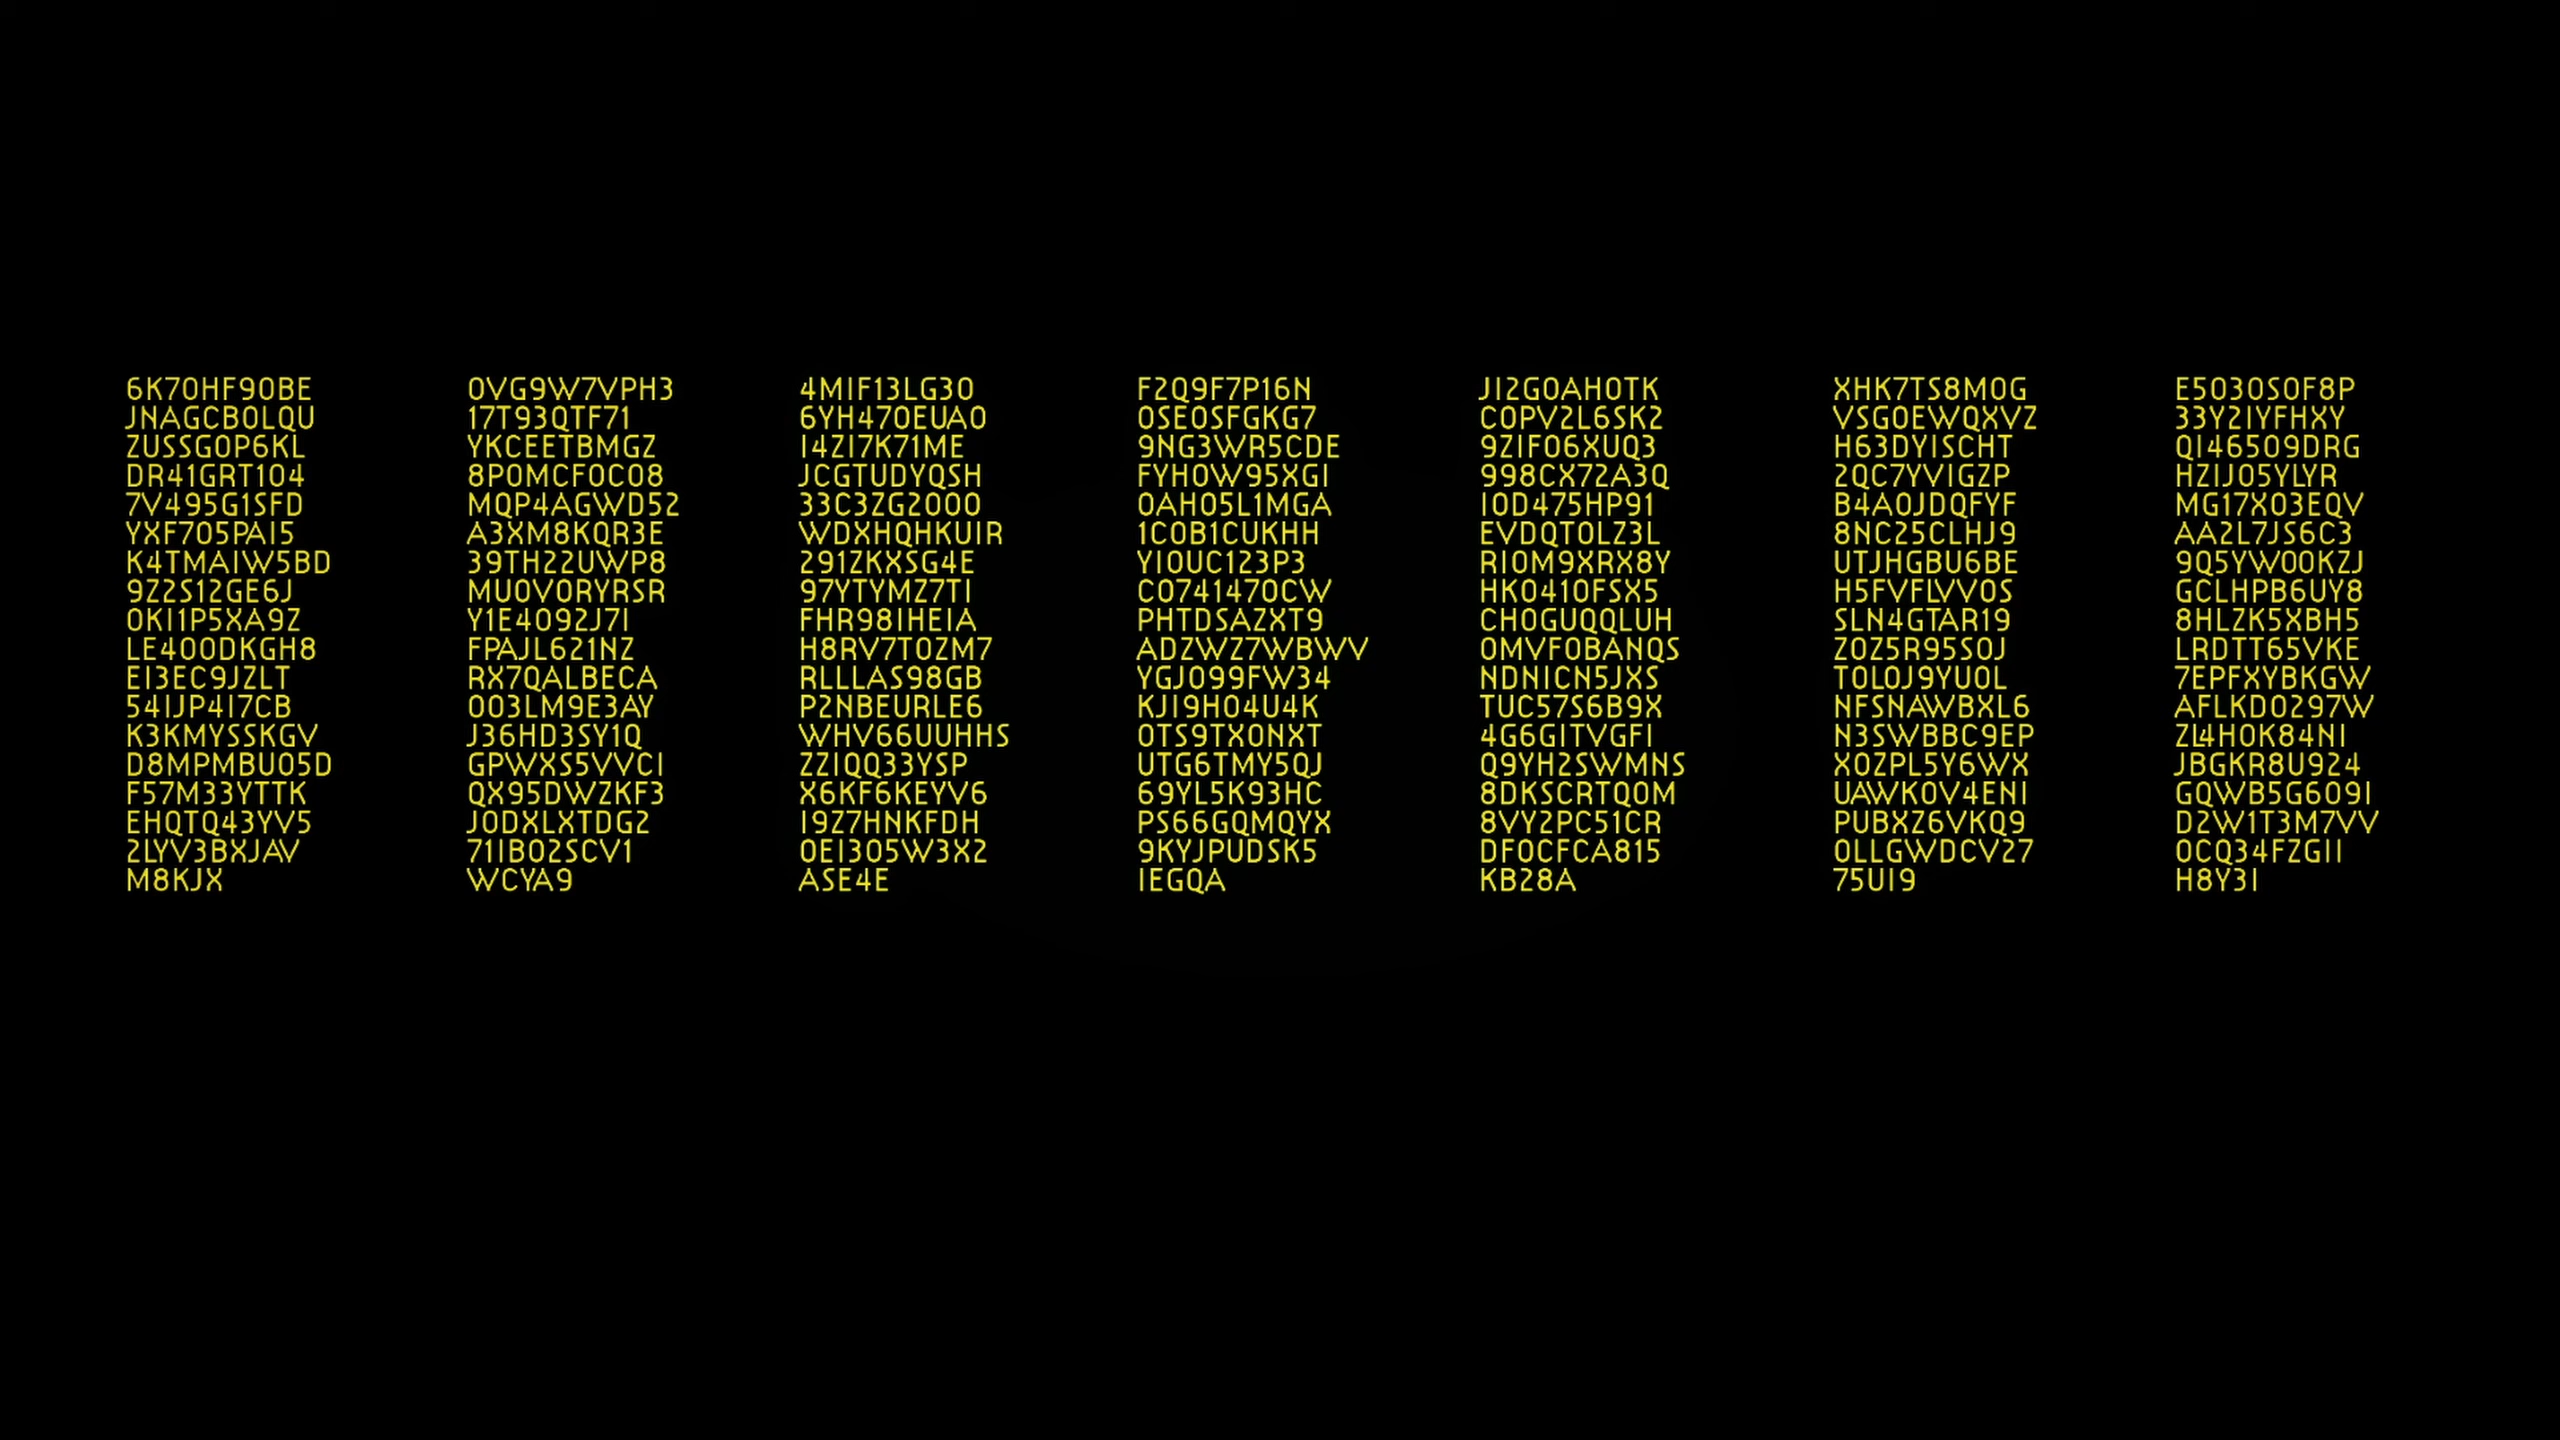 6K70HF90BE
JNAGCB0LQU
ZUSSG0P6KL
DR41GRT104
7V495G1SFD
YXF705PAI5
K4TMAIW5BD
9Z2S12GE6J
0KI1P5XA9Z
LE400DKGH8
EI3EC9JZLT
54IJP4I7CB
K3KMYSSKGV
D8MPMBU05D
F57M33YTTK
EHQTQ43YV5
2LYV3BXJAV
M8KJX
0VG9W7VPH3
17T93QTF71
YKCEETBMGZ
8P0MCF0C08
MQP4AGWD52
A3XM8KQR3E
39TH22UWP8
MU0V0RYRSR
Y1E4092J7I
FPAJL621NZ
RX7QALBECA
003LM9E3AY
J36HD3SY1Q
GPWXS5VVCI
QX95DWZKF3
J0DXLXTDG2
71IB02SCV1
WCYA9
4MIF13LG30
6YH470EUA0
I4ZI7K71ME
JCGTUDYQSH
33C3ZG2000
WDXHQHKUIR
291ZKXSG4E
97YTYMZ7TI
FHR98IHEIA
H8RV7T0ZM7
RLLLAS98GB
P2NBEURLE6
WHV66UUHHS
ZZIQQ33YSP
X6KF6KEYV6
I9Z7HNKFDH
0EI305W3X2
ASE4E
F2Q9F7P16N
0SE0SFGKG7
9NG3WR5CDE
FYH0W95XGI
0AH05L1MGA
1C0B1CUKHH
YI0UC123P3
C0741470CW
PHTDSAZXT9
ADZWZ7WBWV
YGJ099FW34
KJI9H04U4K
0TS9TX0NXT
UTG6TMY5QJ
69YL5K93HC
PS66GQMQYX
9KYJPUDSK5
IEGQA
JI2G0AH0TK
C0PV2L6SK2
9ZIF06XUQ3
998CX72A3Q
I0D475HP91
EVDQT0LZ3L
RI0M9XRX8Y
HK0410FSX5
CH0GUQQLUH
0MVF0BANQS
NDNICN5JXS
TUC57S6B9X
4G6GITVGFI
Q9YH2SWMNS
8DKSCRTQ0M
8VY2PC51CR
DF0CFCA815
KB28A
XHK7TS8M0G
VSG0EWQXVZ
H63DYISCHT
2QC7YVIGZP
B4A0JDQFYF
8NC25CLHJ9
UTJHGBU6BE
H5FVFLVV0S
SLN4GTAR19
Z0Z5R95S0J
T0L0J9YU0L
NFSNAWBXL6
N3SWBBC9EP
X0ZPL5Y6WX
UAWK0V4ENI
PUBXZ6VKQ9
0LLGWDCV27
75UI9
E5030S0F8P
33Y2IYFHXY
QI46509DRG
HZIJ05YLYR
MG17X03EQV
AA2L7JS6C3
9Q5YW00KZJ
GCLHPB6UY8
8HLZK5XBH5
LRDTT65VKE
7EPFXYBKGW
AFLKD0297W
ZL4H0K84NI
JBGKR8U924
GQWB5G609I
D2W1T3M7VV
0CQ34FZGII
H8Y3I